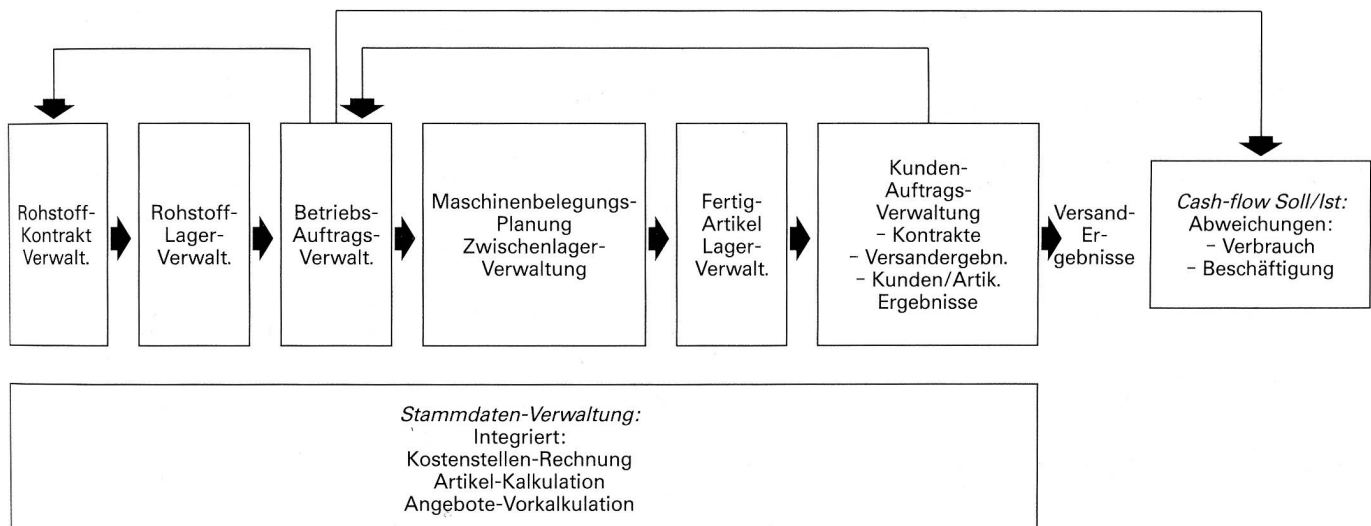 Rohstoff-
Kontrakt
Verwalt.
Rohstoff-
Lager-
Verwalt.
Betriebs-
Auftrags-
Verwalt.
Maschinenbelegungs-
Planung
Zwischenlager-
Verwaltung
Fertig-
Artikel
Lager-
Verwalt.
Kunden-
Auftrags-
Verwaltung
– Kontrakte
– Versandergebn.
– Kunden/Artik.
Ergebnisse
Versand-
Er-
gebnisse
Cash-flow Soll/Ist:
Abweichungen:
– Verbrauch
– Beschäftigung
Stammdaten-Verwaltung:
Integriert:
Kostenstellen-Rechnung
Artikel-Kalkulation
Angebote-Vorkalkulation